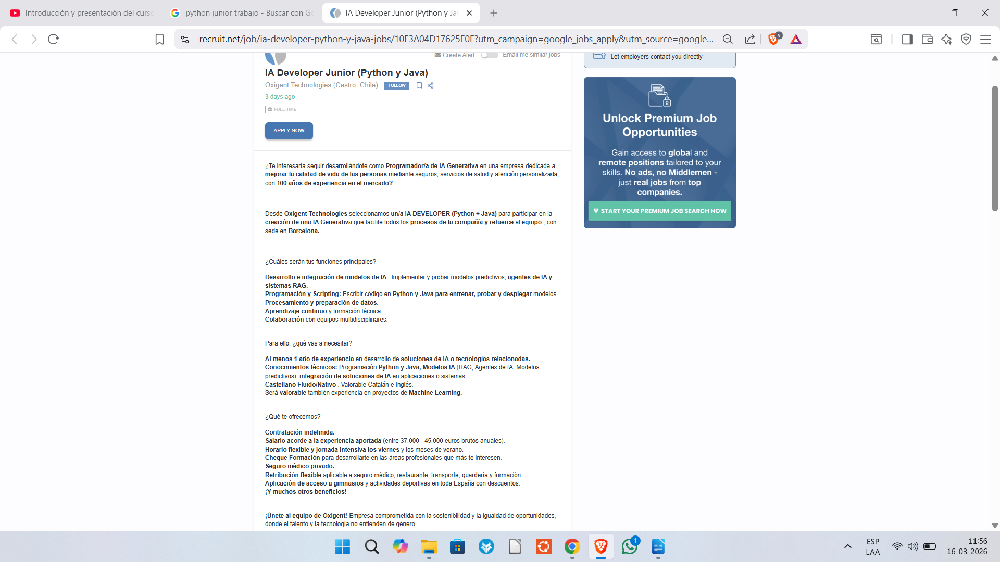 Introducción y presentación del curso
python junior trabajo - Buscar con Go
IA Developer Junior (Python y Ja
recruit.net/job/ia-developer-python-y-java-jobs/10F3A04D17625E0F?utm_campaign=google_jobs_apply&utm_source=google...
5
Create Alert
Email me similar jobs
IA Developer Junior (Python y Java)
Oxigent Technologies (Castro, Chile)
FOLLOW
3 days ago
FULL-TIME
APPLY NOW
¿Te interesaría seguir desarrollándote como Programador/a de IA Generativa en una empresa dedicada a
mejorar la calidad de vida de las personas mediante seguros, servicios de salud y atención personalizada,
con 100 años de experiencia en el mercado?
Desde Oxigent Technologies seleccionamos un/a IA DEVELOPER (Python + Java) para participar en la
creación de una IA Generativa que facilite todos los procesos de la compañía y refuerce al equipo , con
sede en Barcelona.
¿Cuáles serán tus funciones principales?
Desarrollo e integración de modelos de IA : Implementar y probar modelos predictivos, agentes de IA y
sistemas RAG.
Programación y Scripting: Escribir código en Python y Java para entrenar, probar y desplegar modelos.
Procesamiento y preparación de datos.
Aprendizaje continuo y formación técnica.
Colaboración con equipos multidisciplinares.
Para ello, ¿qué vas a necesitar?
Al menos 1 año de experiencia en desarrollo de soluciones de IA o tecnologías relacionadas.
Conocimientos técnicos: Programación Python y Java, Modelos IA (RAG, Agentes de IA, Modelos
predictivos), integración de soluciones de IA en aplicaciones o sistemas.
Castellano Fluido/Nativo . Valorable Catalán e Inglés.
Será valorable también experiencia en proyectos de Machine Learning.
¿Qué te ofrecemos?
Contratación indefinida.
Salario acorde a la experiencia aportada (entre 37.000 - 45.000 euros brutos anuales).
Horario flexible y jornada intensiva los viernes y los meses de verano.
Cheque Formación para desarrollarte en las áreas profesionales que más te interesen.
Seguro médico privado.
Retribución flexible aplicable a seguro médico, restaurante, transporte, guardería y formación.
Aplicación de acceso a gimnasios y actividades deportivas en toda España con descuentos.
¡Y muchos otros beneficios!
¡Únete al equipo de Oxigent! Empresa comprometida con la sostenibilidad y la igualdad de oportunidades,
donde el talento y la tecnología no entienden de género.
Let employers contact you directly
Unlock Premium Job
Opportunities
Gain access to global and
remote positions tailored to your
skills. No ads, no Middlemen -
just real jobs from top
companies.
START YOUR PREMIUM JOB SEARCH NOW
1
ESP
LAA
11:56
16-03-2026